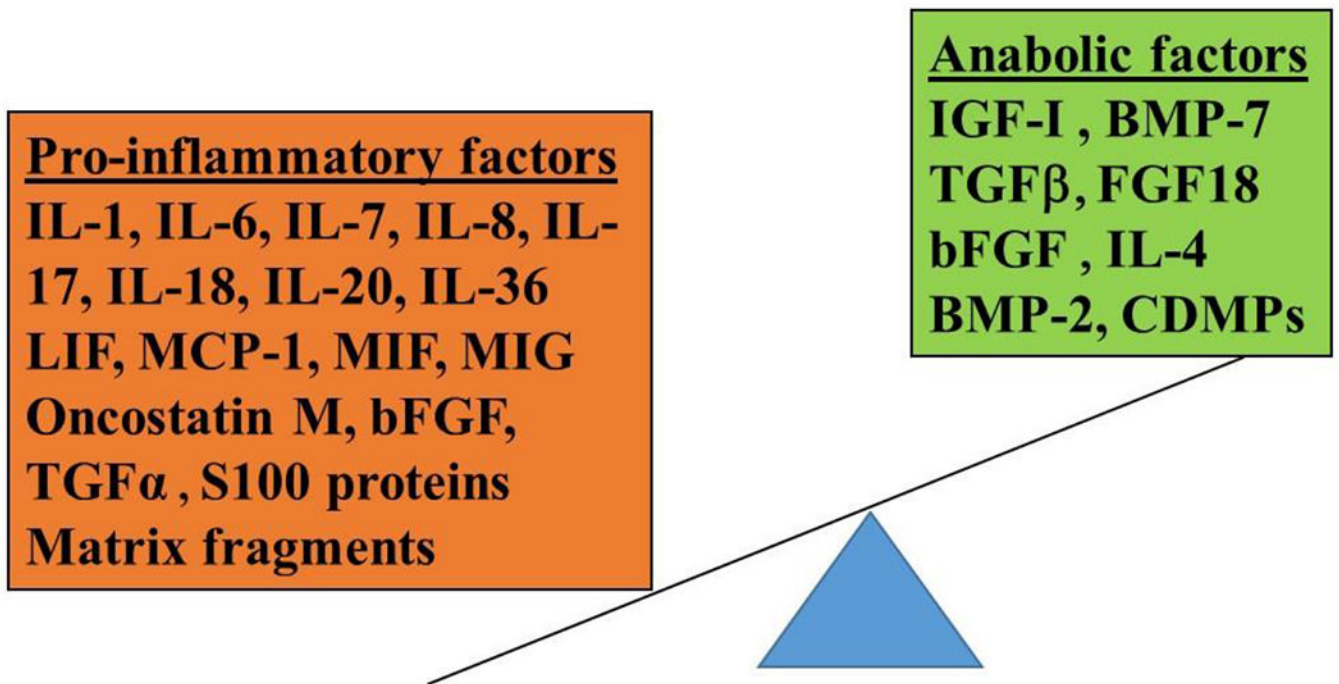 Pro-inflammatory factors
IL-1, IL-6, IL-7, IL-8, IL-
17, IL-18, IL-20, IL-36
LIF, MCP-1, MIF, MIG
Oncostatin M, bFGF,
TGFα , S100 proteins
Matrix fragments
Anabolic factors
IGF-I , BMP-7
TGFβ, FGF18
bFGF , IL-4
BMP-2, CDMPs